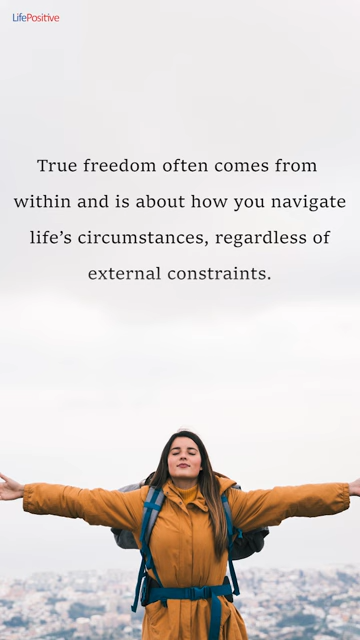 LifePositive
True freedom often comes from
within and is about how you navigate
life’s circumstances, regardless of
external constraints.